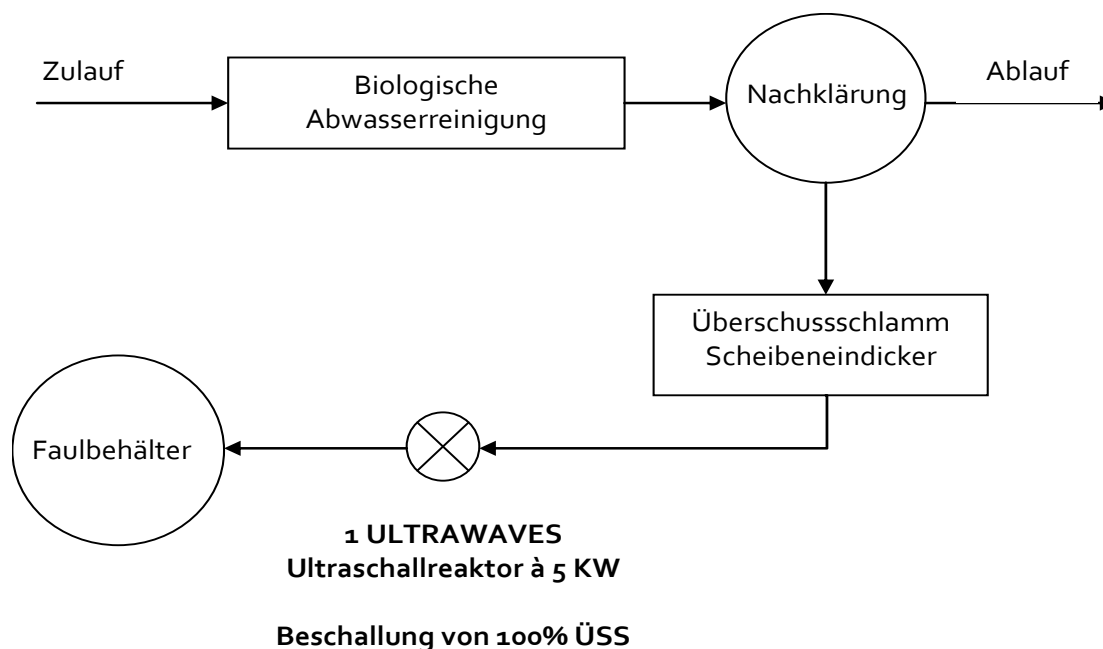 Zulauf
Biologische
Abwasserreinigung
Nachklärung
Ablauf
Überschussschlamm
Scheibeneindicker
Faulbehälter
1 ULTRAWAVES
Ultraschallreaktor à 5 KW
Beschallung von 100% ÜSS